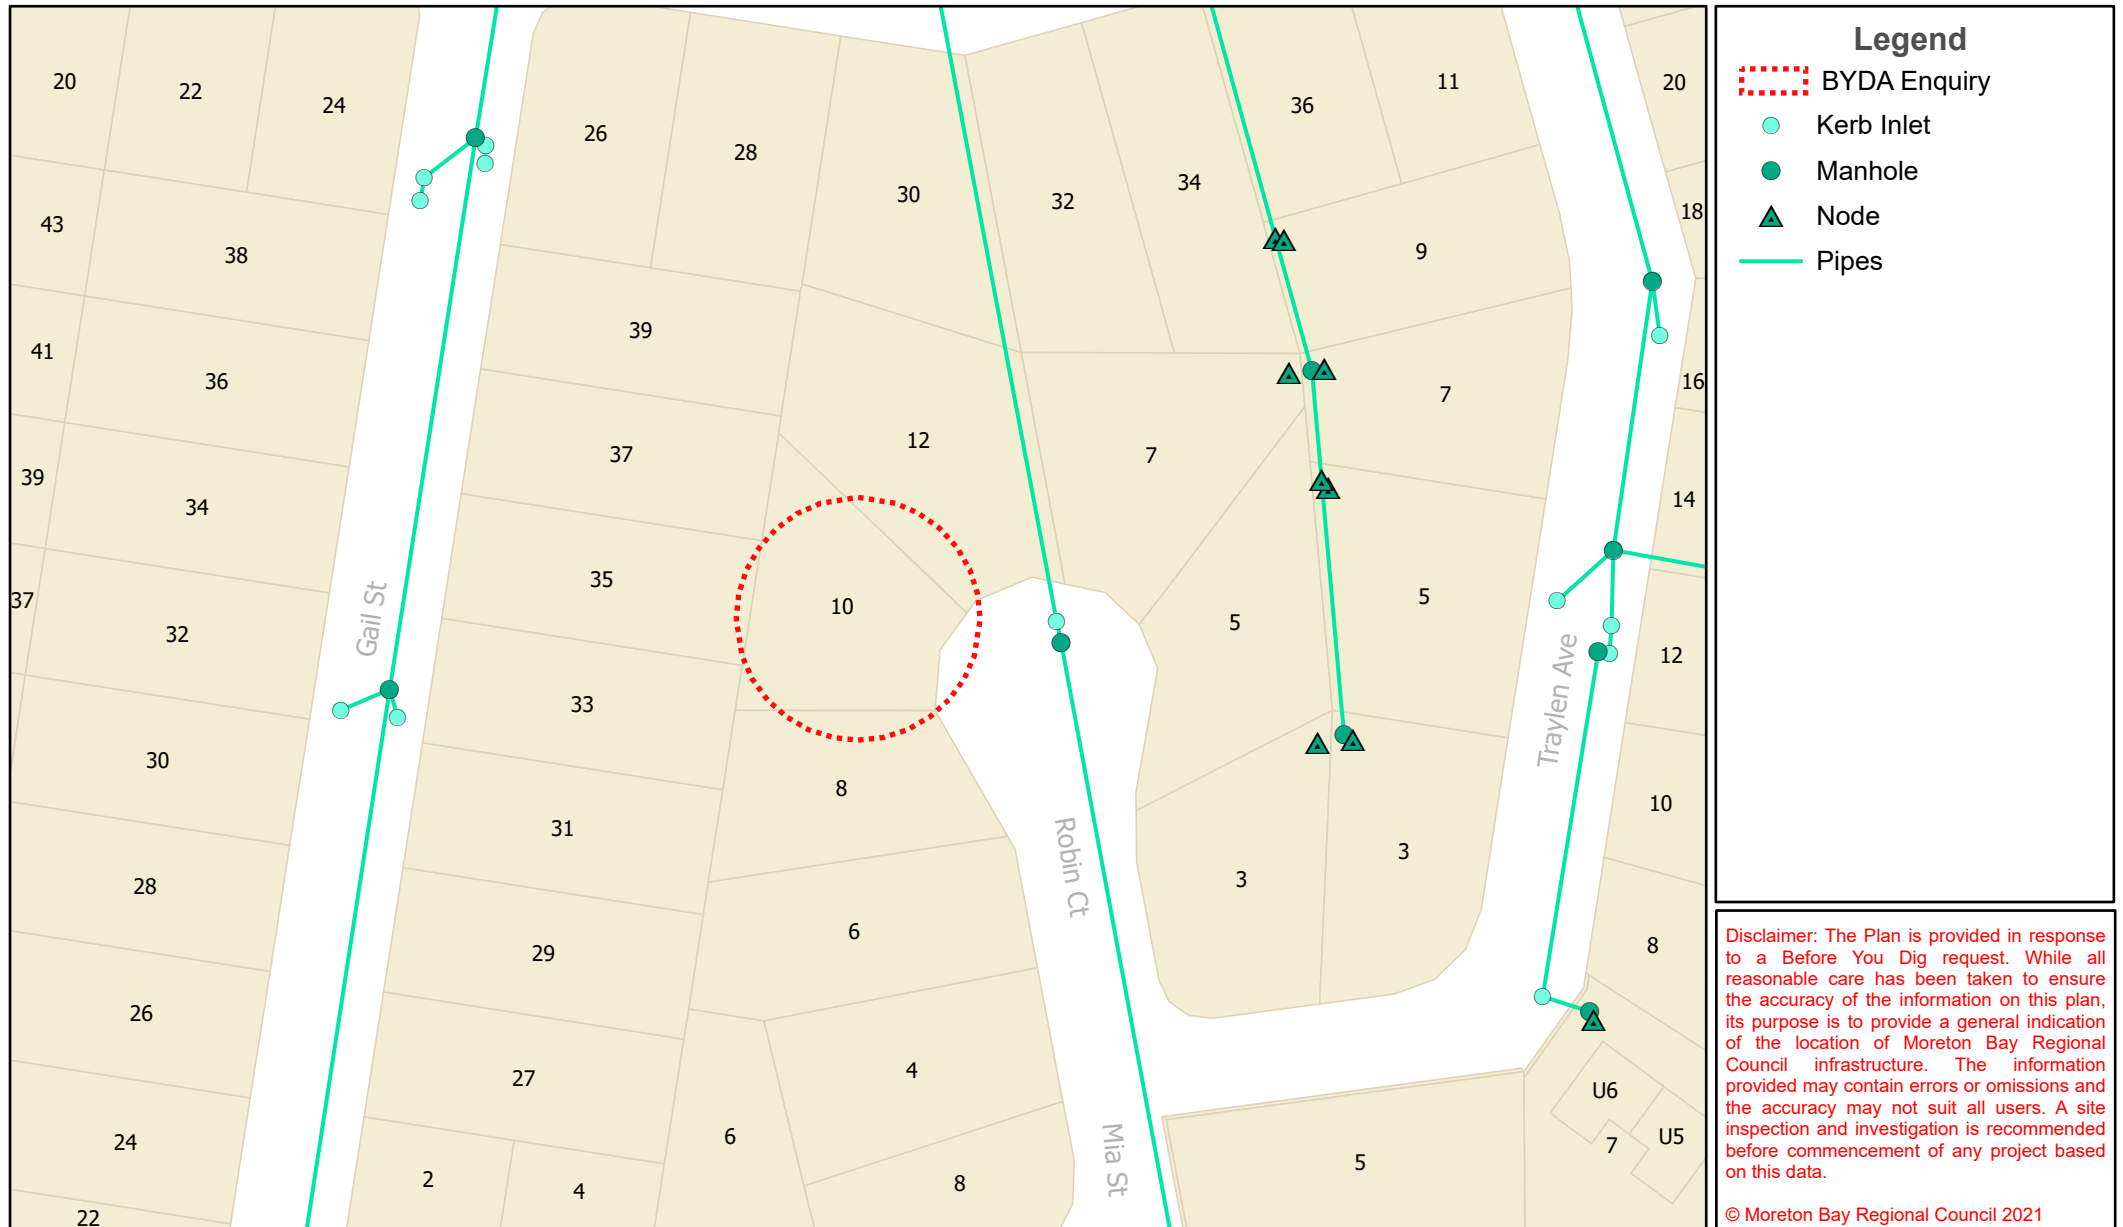 20
22
24
26
28
30
32
34
36
11
20
43
38
39
9
18
41
36
37
12
7
7
16
39
34
35
10
5
5
14
37
32
33
12
Gail St
Traylen Ave
30
31
8
Robin Ct
3
3
10
28
29
6
8
26
27
4
U6
24
2
4
6
8
Mia St
5
7
U5
22
Legend
BYDA Enquiry
Kerb Inlet
Manhole
Node
Pipes
Disclaimer: The Plan is provided in response
to a Before You Dig request. While all
reasonable care has been taken to ensure
the accuracy of the information on this plan,
its purpose is to provide a general indication
of the location of Moreton Bay Regional
Council infrastructure. The information
provided may contain errors or omissions and
the accuracy may not suit all users. A site
inspection and investigation is recommended
before commencement of any project based
on this data.
© Moreton Bay Regional Council 2021